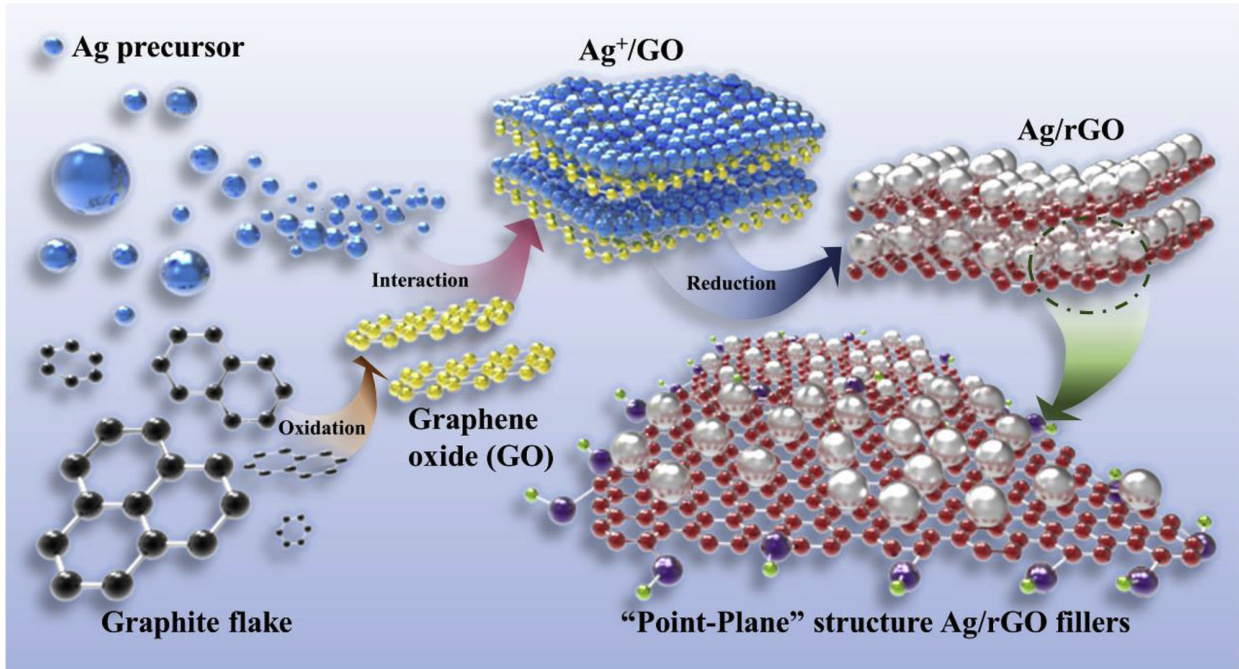 Ag precursor
Ag⁺/GO
Ag/rGO
Interaction
Reduction
Oxidation
Graphene
oxide (GO)
Graphite flake
“Point-Plane” structure Ag/rGO fillers